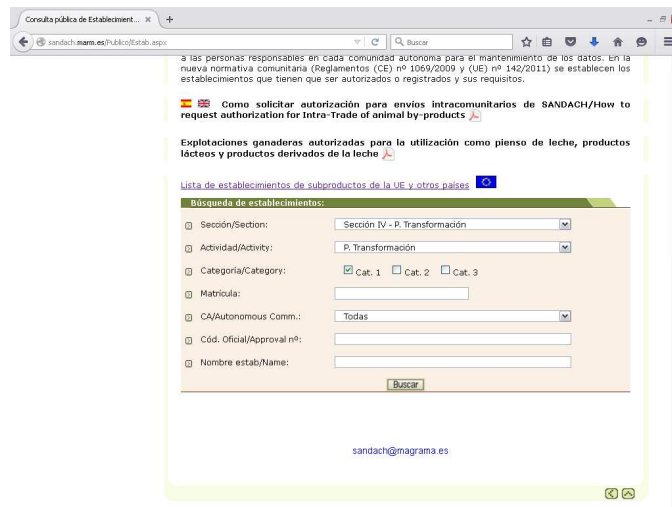 Consulta pública de Establecimient...
sandach.marm.es/Publico/Estab.aspx
Buscar
a las personas responsables en cada comunidad autónoma para el mantenimiento de los datos. En la
nueva normativa comunitaria (Reglamentos (CE) nº 1069/2009 y (UE) nº 142/2011) se establecen los
establecimientos que tienen que ser autorizados o registrados y sus requisitos.
Como solicitar autorización para envíos intracomunitarios de SANDACH/How to
request authorization for Intra-Trade of animal by-products
Explotaciones ganaderas autorizadas para la utilización como pienso de leche, productos
lácteos y productos derivados de la leche
Lista de establecimientos de subproductos de la UE y otros países
Búsqueda de establecimientos:
Sección/Section: Sección IV - P. Transformación
Actividad/Activity: P. Transformación
Categoría/Category: Cat. 1 Cat. 2 Cat. 3
Matrícula:
CA/Autonomous Comm.: Todas
Cód. Oficial/Approval nº:
Nombre estab/Name:
Buscar
sandach@magrama.es